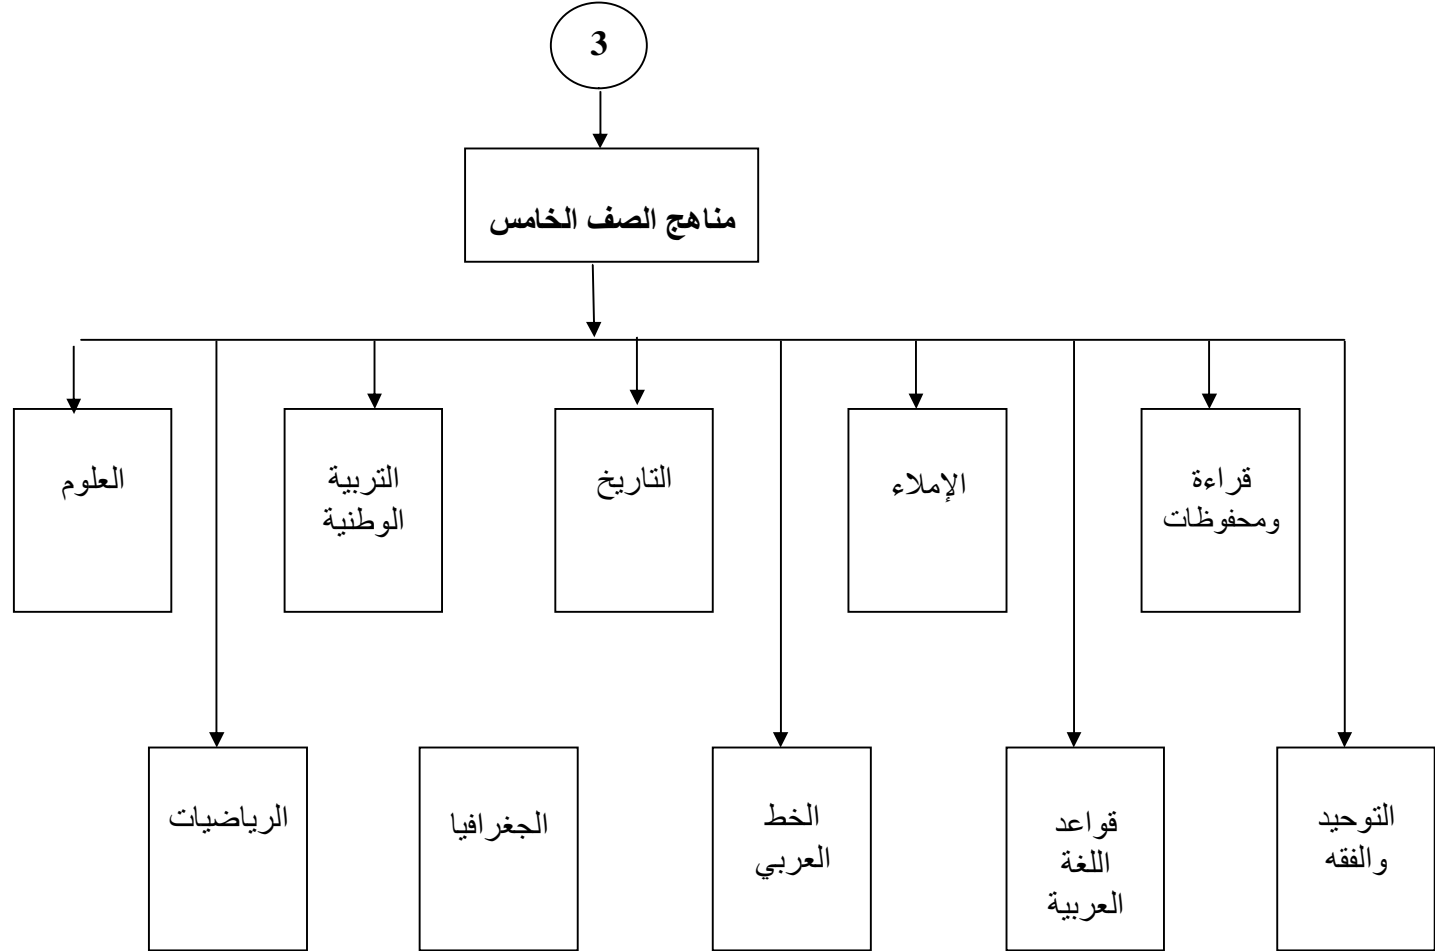 3
مناهج الصف الخامس
قراءة
ومحفوظات
الإملاء
التاريخ
التربية
الوطنية
العلوم
التوحيد
والفقه
قواعد
اللغة
العربية
الخط
العربي
الجغرافيا
الرياضيات